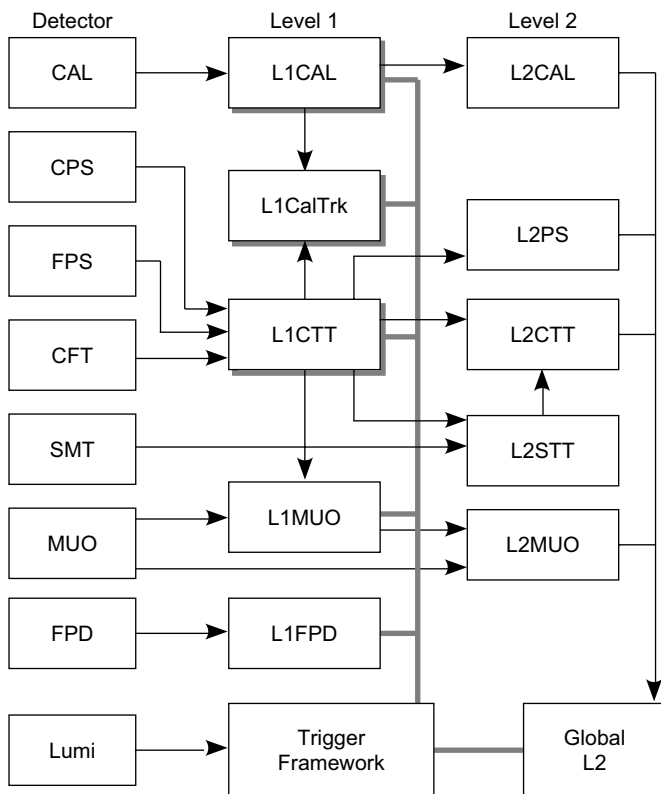 Detector
Level 1
Level 2
CAL
L1CAL
L2CAL
CPS
L1CalTrk
L2PS
FPS
L1CTT
L2CTT
CFT
SMT
L2STT
L1MUO
MUO
L2MUO
FPD
L1FPD
Lumi
Trigger
Framework
Global
L2